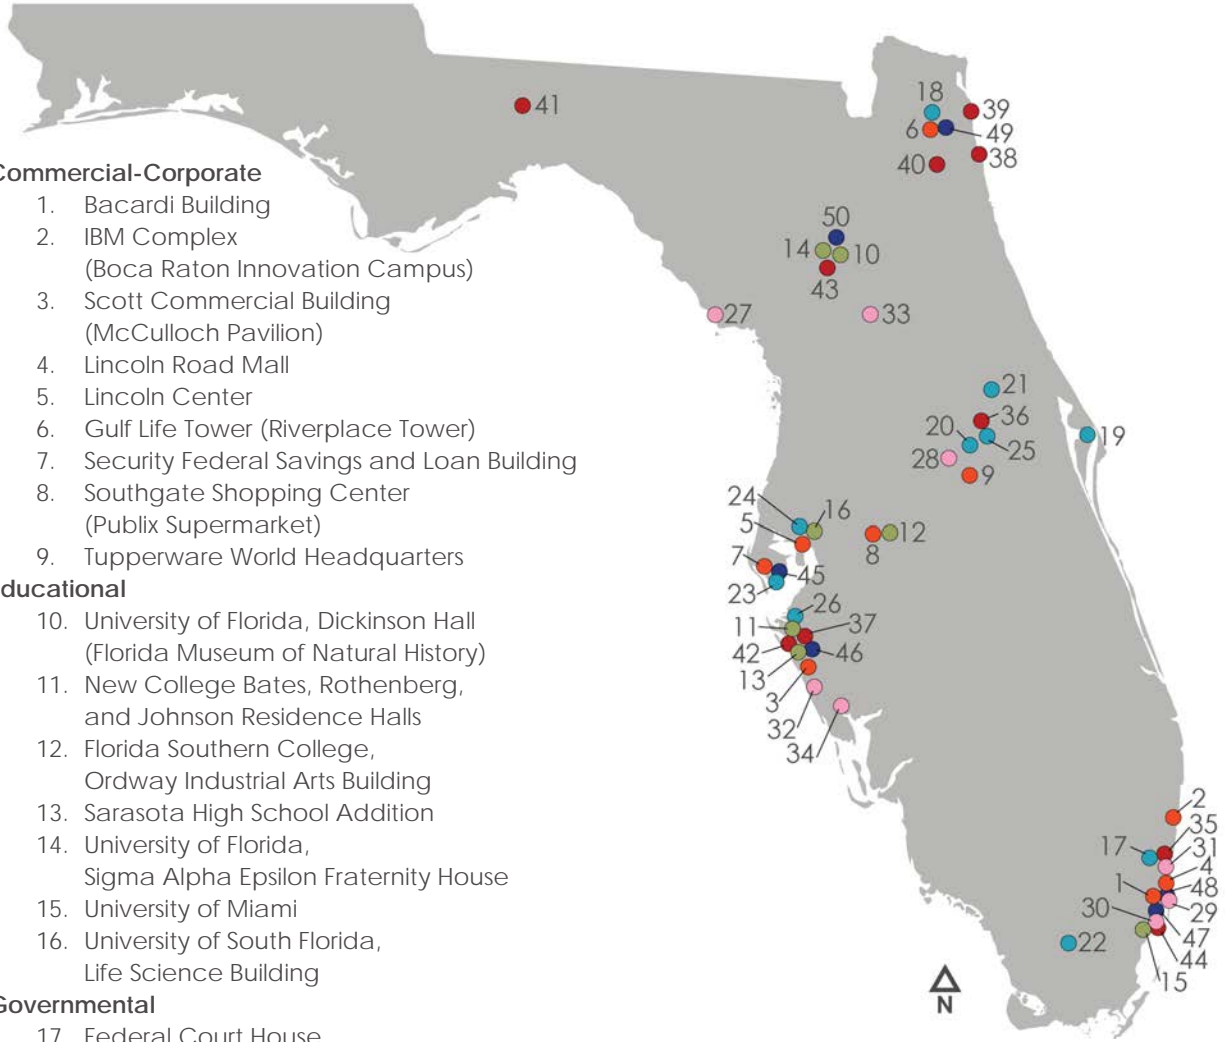 Commercial-Corporate
1. Bacardi Building
2. IBM Complex
(Boca Raton Innovation Campus)
3. Scott Commercial Building
(McCulloch Pavilion)
4. Lincoln Road Mall
5. Lincoln Center
6. Gulf Life Tower (Riverplace Tower)
7. Security Federal Savings and Loan Building
8. Southgate Shopping Center
(Publix Supermarket)
9. Tupperware World Headquarters
ducational
10. University of Florida, Dickinson Hall
(Florida Museum of Natural History)
11. New College Bates, Rothenberg,
and Johnson Residence Halls
12. Florida Southern College,
Ordway Industrial Arts Building
13. Sarasota High School Addition
14. University of Florida,
Sigma Alpha Epsilon Fraternity House
15. University of Miami
16. University of South Florida,
Life Science Building
Governmental
17. Federal Court House
41
18
39
6
49
40
38
50
14
10
43
27
33
21
36
20
25
19
28
9
24
16
5
8
12
7
45
23
26
11
37
42
46
13
3
32
34
2
35
17
31
4
1
48
30
29
47
22
44
15
N